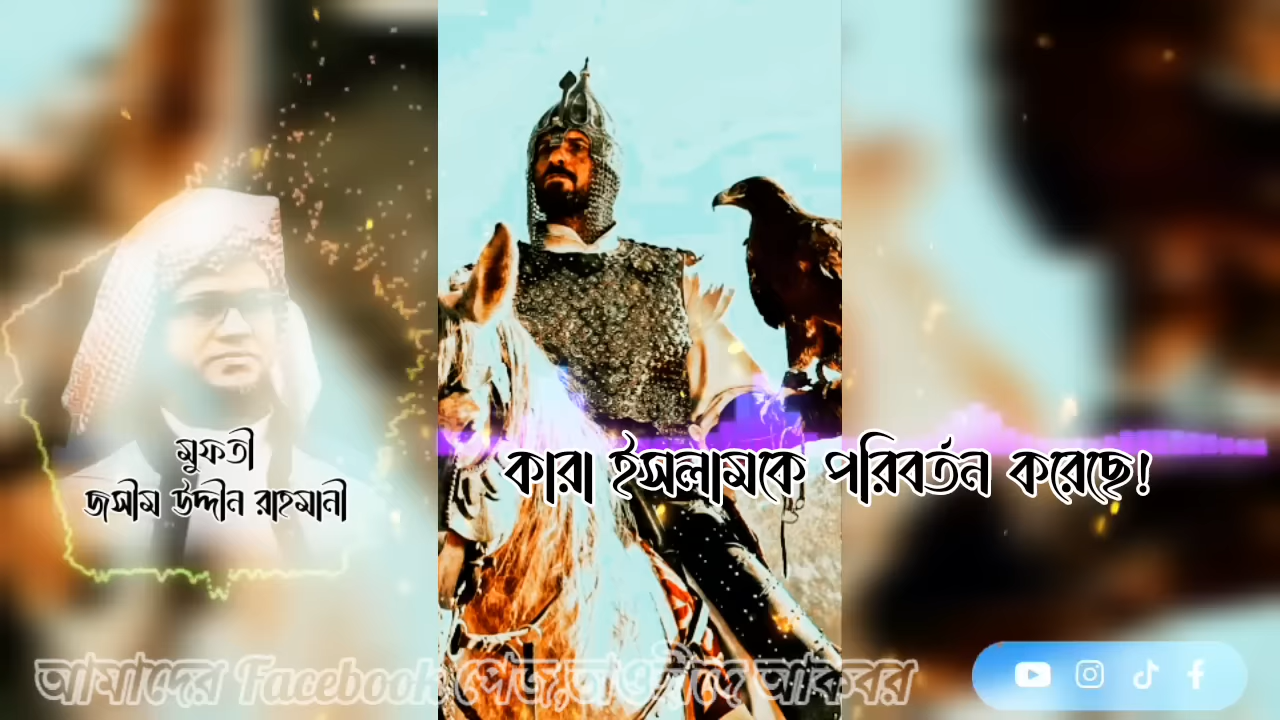 মুফতী
জসীম উদ্দীন রাহমানী
কারা ইসলামকে পরিবর্তন করেছে!
আমাদের Facebook পেজ,তাওহীদে আকবর